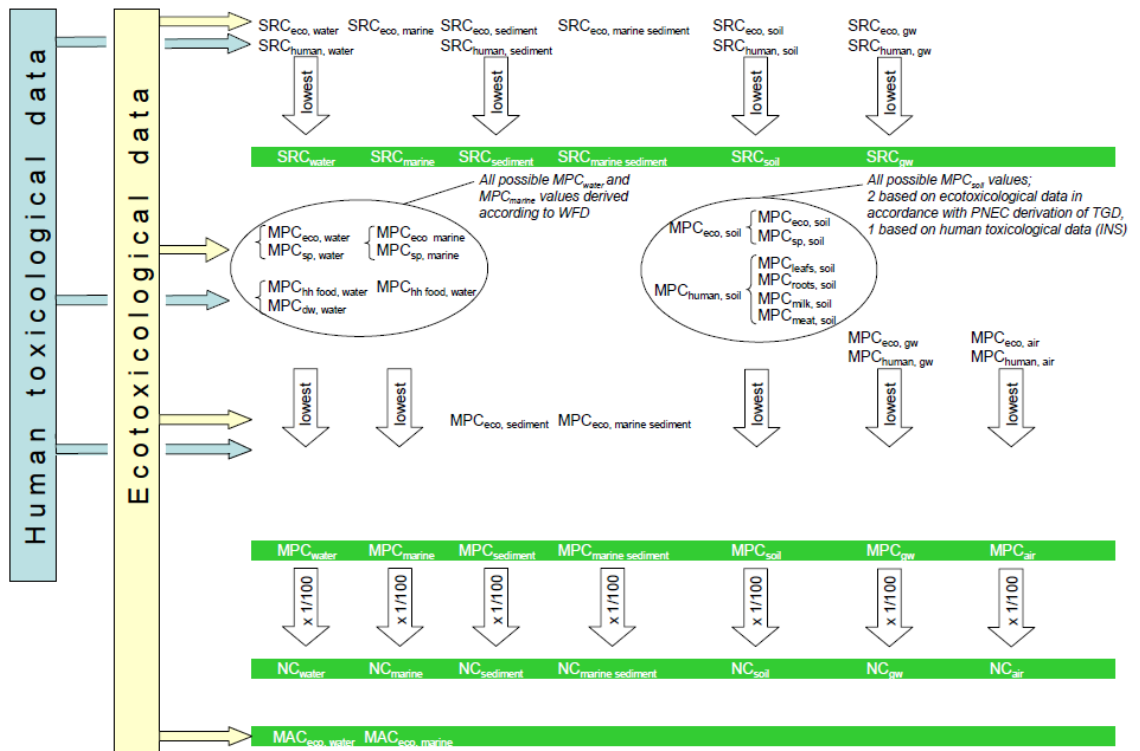 Human toxicological data
Ecotoxicological data
SRCeco, water SRCeco, marine SRCeco, sediment SRCeco, marine sediment SRCeco, soil SRCeco, gw
SRChuman, water SRChuman, sediment SRChuman, soil SRChuman, gw
lowest lowest lowest lowest
SRCwater SRCmarine SRCsediment SRCmarine sediment SRCsoil SRCgw
All possible MPCwater, and
MPCmarine values derived
according to WFD
All possible MPCsoil values;
2 based on ecotoxicological data in
accordance with PNEC derivation of TGD,
1 based on human toxicological data (INS)
MPCeco, water MPCeco marine
MPCsp, water MPCsp, marine
MPChh food, water MPChh food, water
MPCdw, water
MPCeco, soil MPCeco, soil
MPCsp, soil
MPChuman, soil MPCleafs, soil
MPCroots, soil
MPCmilk, soil
MPCmeat, soil
MPCeco, gw MPCeco, air
MPChuman, gw MPChuman, air
lowest lowest lowest lowest lowest
MPCeco, sediment MPCeco, marine sediment
MPCwater MPCmarine MPCsediment MPCmarine sediment MPCsoil MPCgw MPCair
x 1/100 x 1/100 x 1/100 x 1/100 x 1/100 x 1/100 x 1/100
NCwater NCmarine NCsediment NCmarine sediment NCsoil NCgw NCair
MACeco, water MACeco, marine